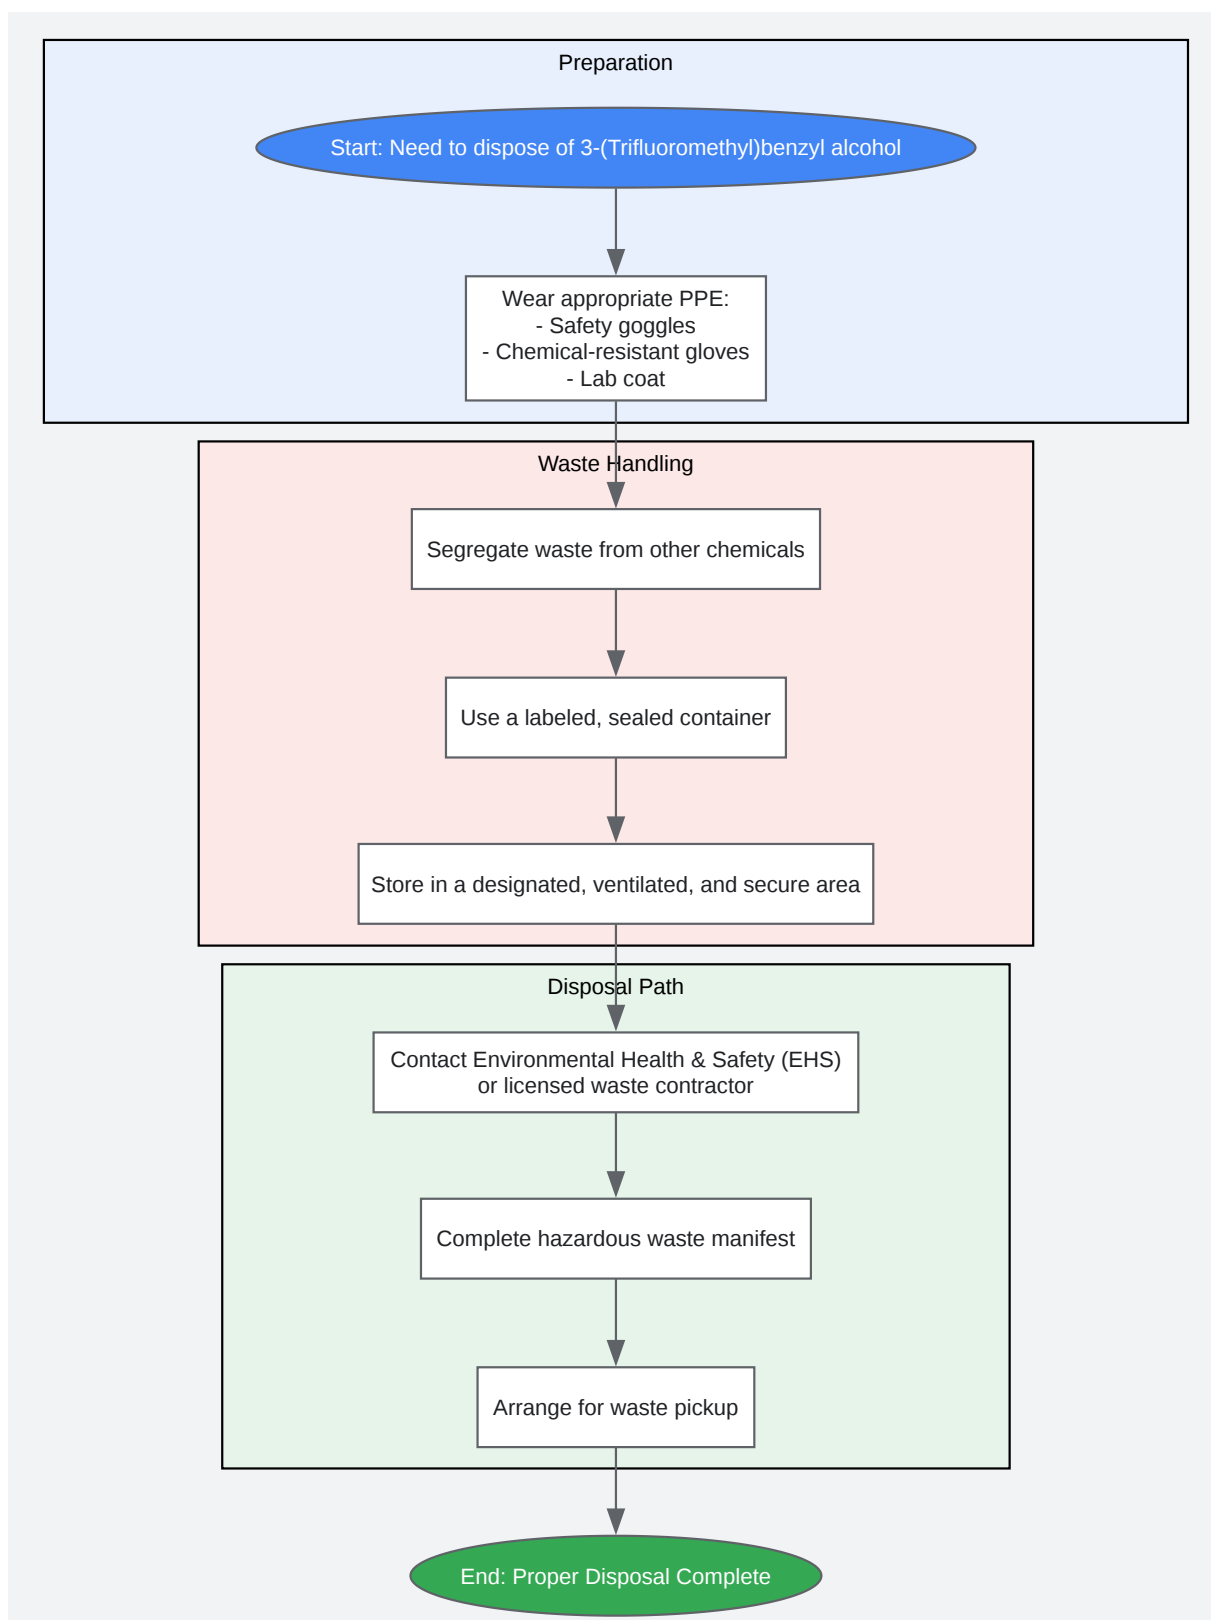 Preparation
Start: Need to dispose of 3-(Trifluoromethyl)benzyl alcohol
Wear appropriate PPE:
- Safety goggles
- Chemical-resistant gloves
- Lab coat
Waste Handling
Segregate waste from other chemicals
Use a labeled, sealed container
Store in a designated, ventilated, and secure area
Disposal Path
Contact Environmental Health & Safety (EHS)
or licensed waste contractor
Complete hazardous waste manifest
Arrange for waste pickup
End: Proper Disposal Complete